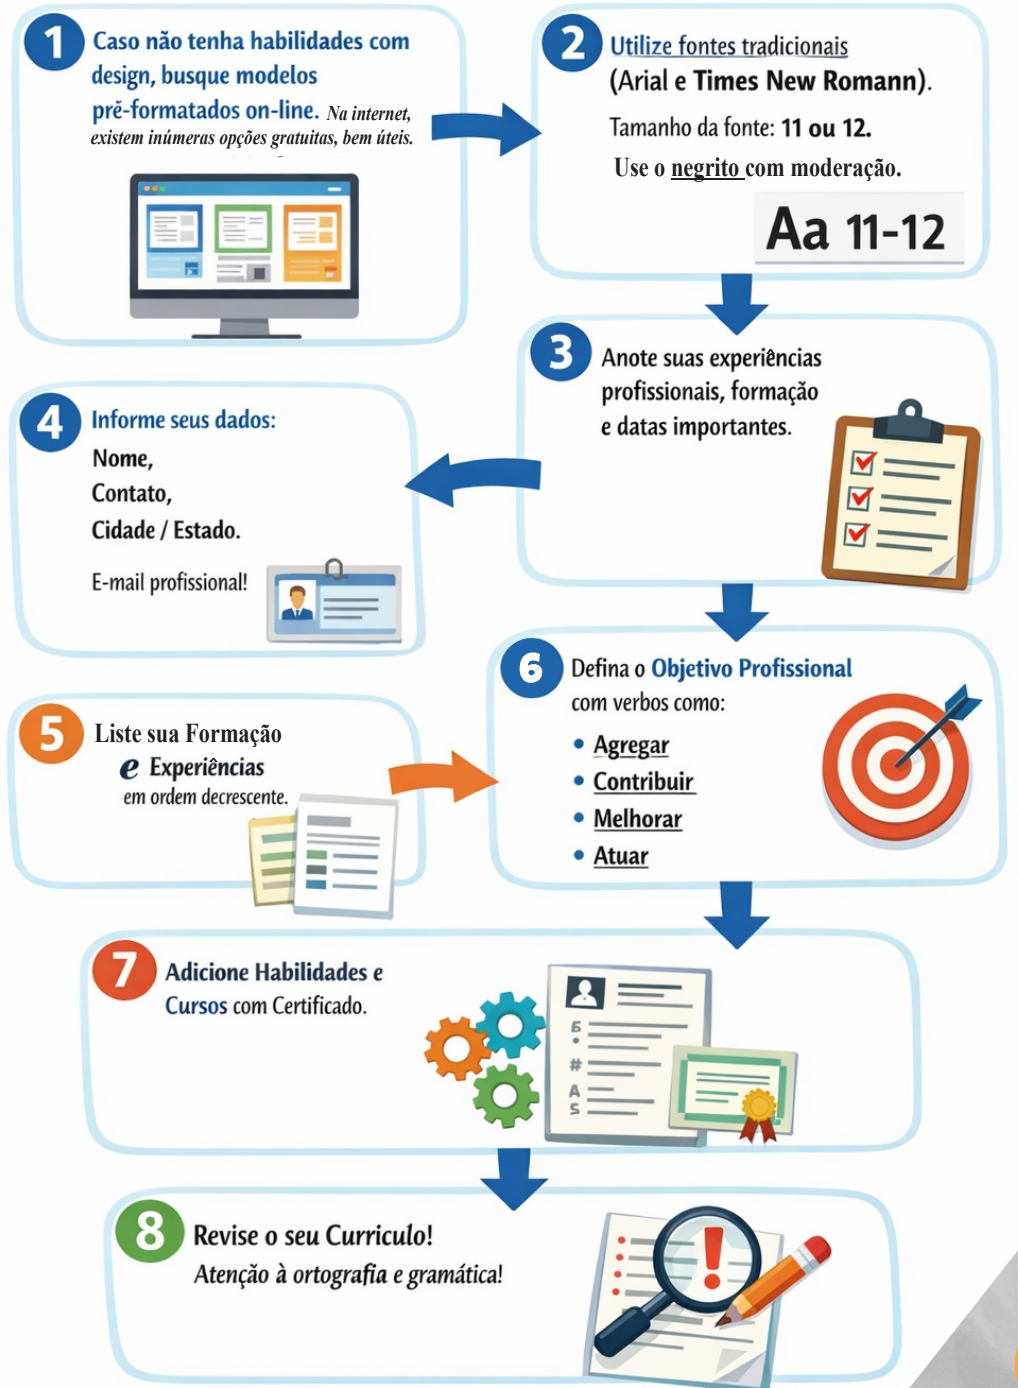 1
Caso não tenha habilidades com
design, busque modelos
prĕ-formatados on-line. Na internet,
existem inúmeras opções gratuitas, bem úteis.
2
Utilize fontes tradicionais
(Arial e Times New Romann).
Tamanho da fonte: 11 ou 12.
Use o negrito com moderação.
Aa 11-12
3
Anote suas experiências
profissionais, formação
e datas importantes.
4
Informe seus dados:
Nome,
Contato,
Cidade / Estado.
E-mail profissional!
5
Liste sua Formação
e Experiências
em ordem decrescente.
6
Defina o Objetivo Profissional
com verbos como:
• Agregar
• Contribuir
• Melhorar
• Atuar
7
Adicione Habilidades e
Cursos com Certificado.
6
#
A
S
8
Revise o seu Curriculo!
Atenção à ortografia e gramática!